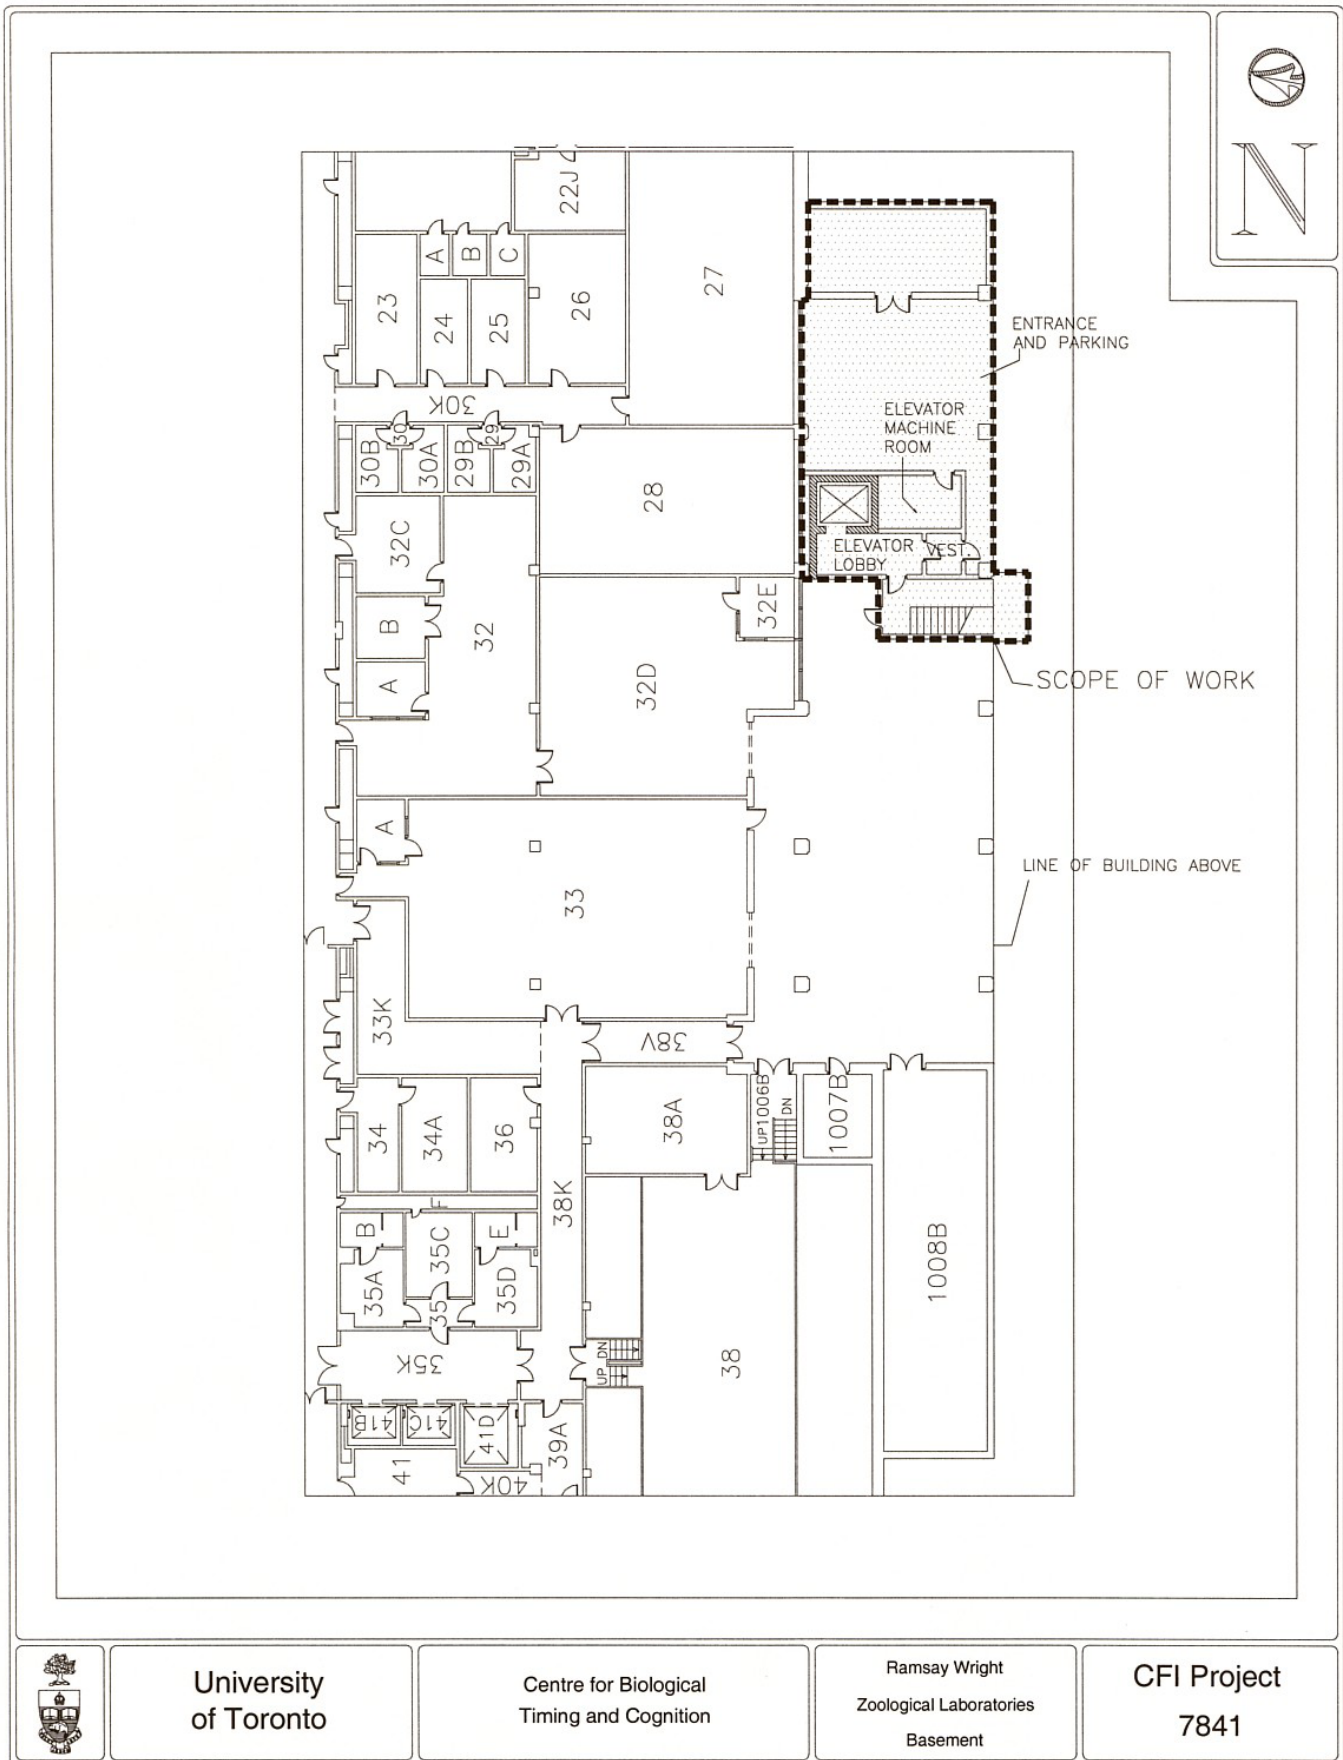 N
22J
A
B
C
23
24
25
26
27
ENTRANCE
AND PARKING
30K
ELEVATOR
MACHINE
ROOM
30
29
30B
30A
29B
29A
28
32C
ELEVATOR
LOBBY
VEST.
B
32
32E
A
32D
SCOPE OF WORK
A
33
LINE OF BUILDING ABOVE
33K
38V
34
34A
36
38A
UP
1006B
DN
1007B
F
38K
B
35C
E
35A
35
35D
1008B
35K
UP
DN
38
41B
41C
41D
39A
41
40K
University
of Toronto
Centre for Biological
Timing and Cognition
Ramsay Wright
Zoological Laboratories
Basement
CFI Project
7841